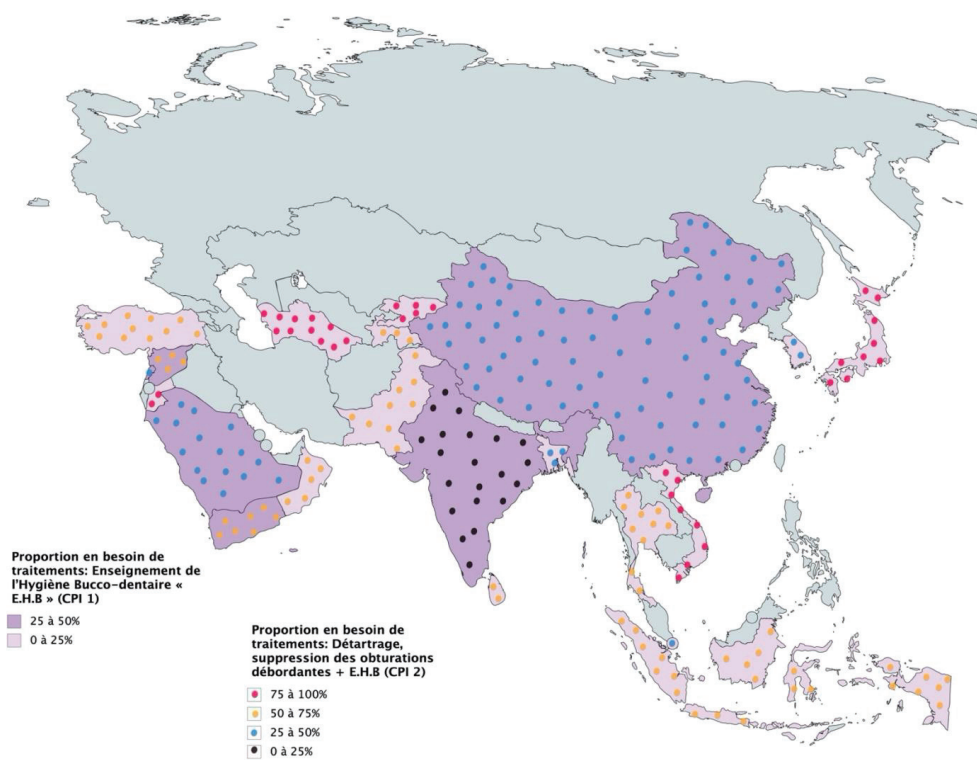 Proportion en besoin de
traitements: Enseignement de
l'Hygiène Bucco-dentaire «
E.H.B » (CPI 1)
25 à 50%
0 à 25%
Proportion en besoin de
traitements: Détartrage,
suppression des obturations
débordantes + E.H.B (CPI 2)
75 à 100%
50 à 75%
25 à 50%
0 à 25%